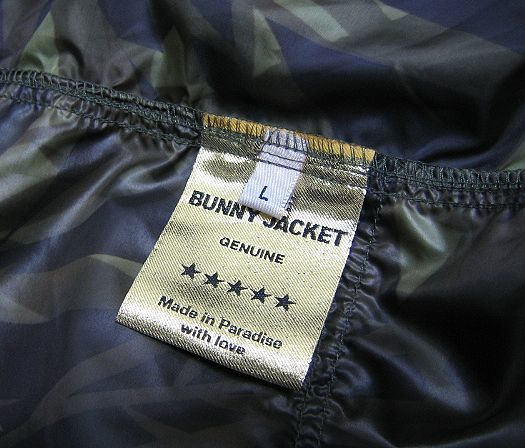 L
BUNNY JACKET
GENUINE
★★★★★
Made in Paradise
with love